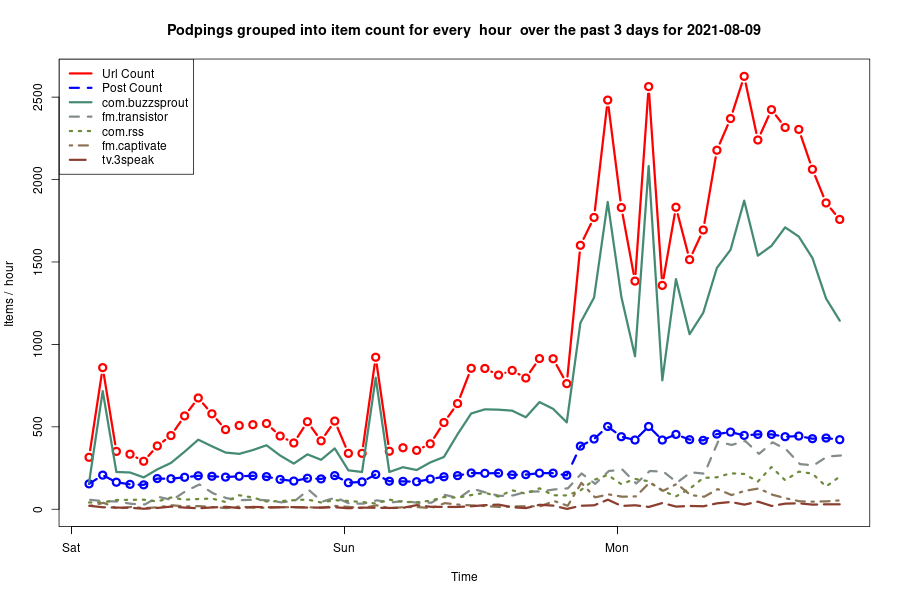 Podpings grouped into item count for every  hour  over the past 3 days for 2021-08-09
Url Count
Post Count
com.buzzsprout
fm.transistor
com.rss
fm.captivate
tv.3speak
Items /  hour
2500
2000
1500
1000
500
0
Sat
Sun
Mon
Time